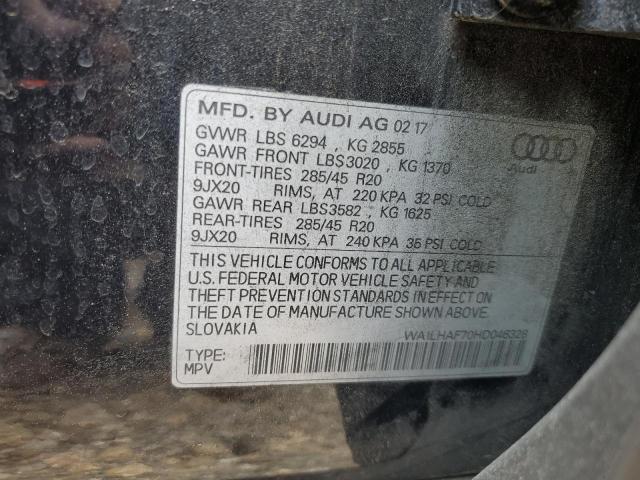 MFD. BY AUDI AG 02 17
GVWR LBS 6294 , KG 2855
GAWR FRONT LBS3020 , KG 1370
FRONT-TIRES 285/45 R20
9JX20 RIMS, AT 220 KPA 32 PSI COLD
GAWR REAR LBS3582 , KG 1625
REAR-TIRES 285/45 R20
9JX20 RIMS, AT 240 KPA 35 PSI COLD
Audi
THIS VEHICLE CONFORMS TO ALL APPLICABLE
U.S. FEDERAL MOTOR VEHICLE SAFETY AND
THEFT PREVENTION STANDARDS IN EFFECT ON
THE DATE OF MANUFACTURE SHOWN ABOVE.
SLOVAKIA WA1LHAF70HD046328
TYPE:
MPV